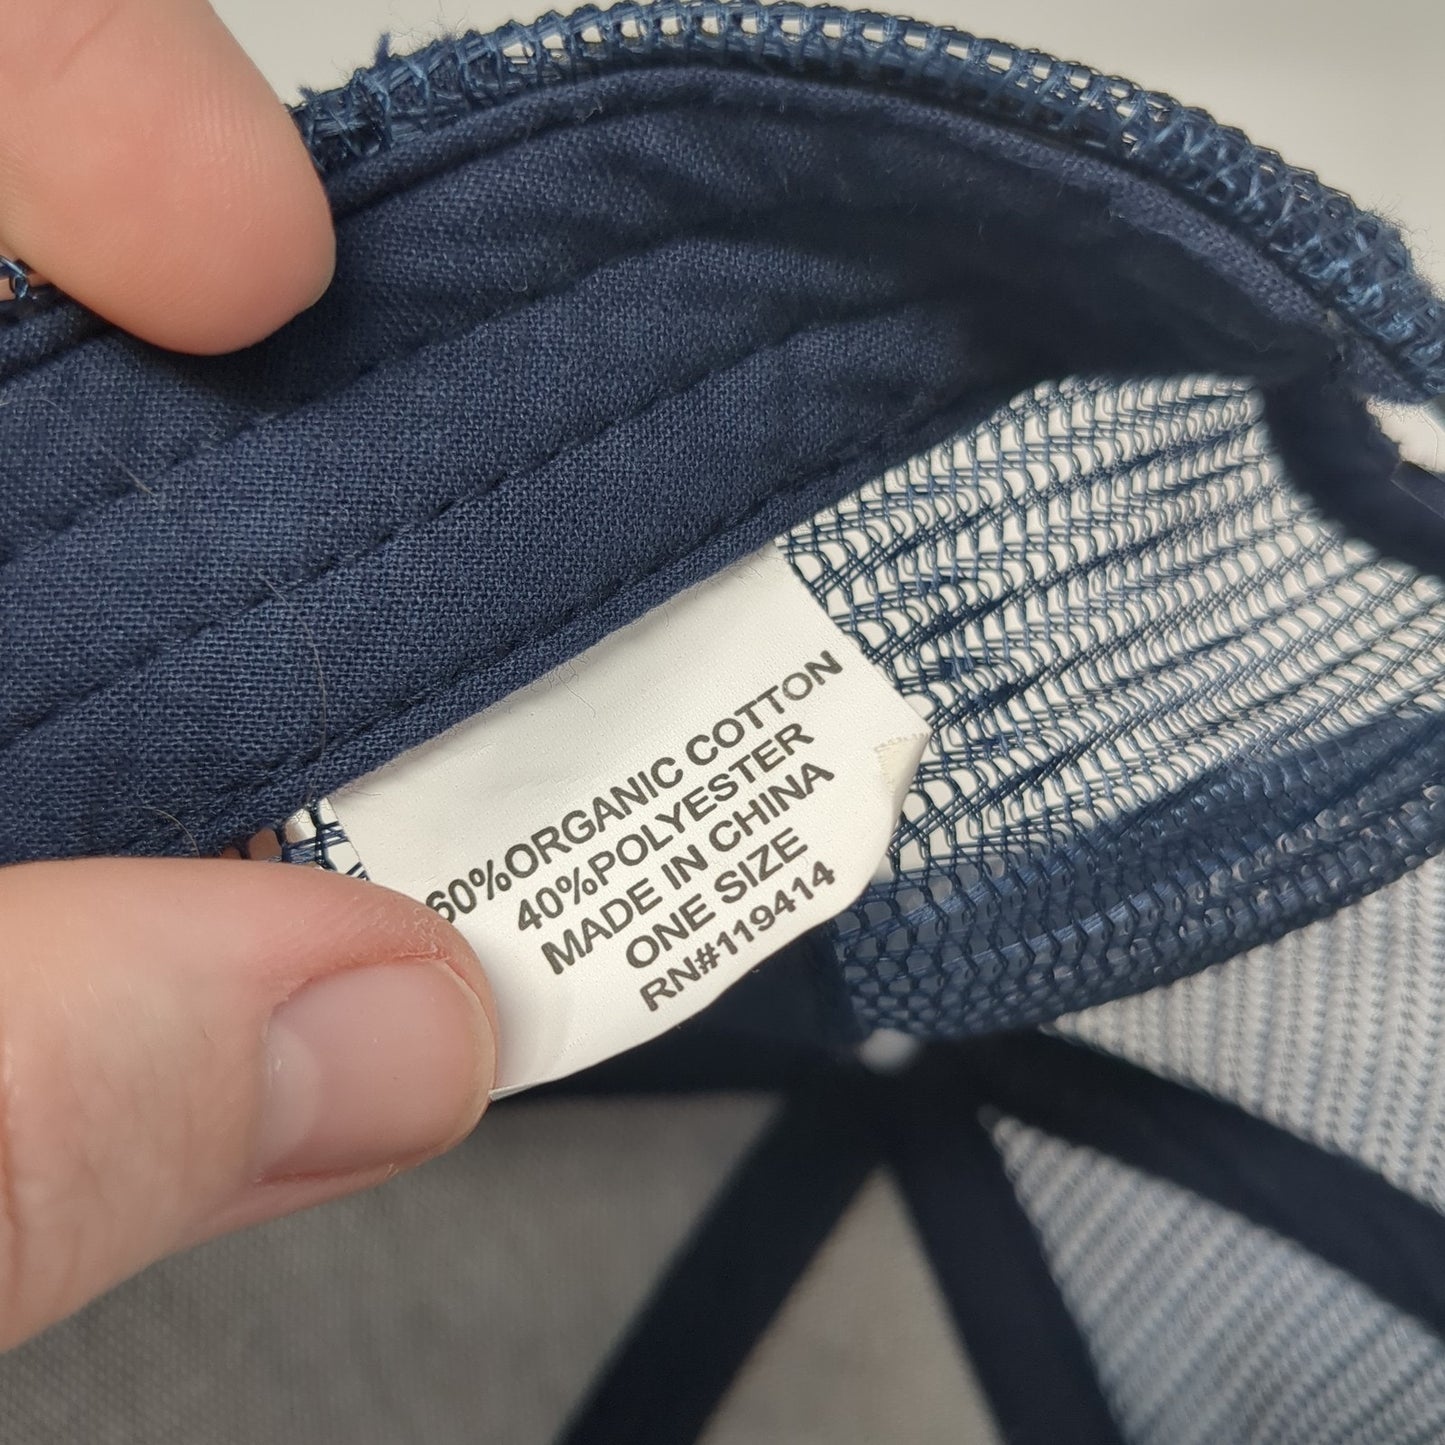 60%ORGANIC COTTON
40%POLYESTER
MADE IN CHINA
ONE SIZE
RN#119414